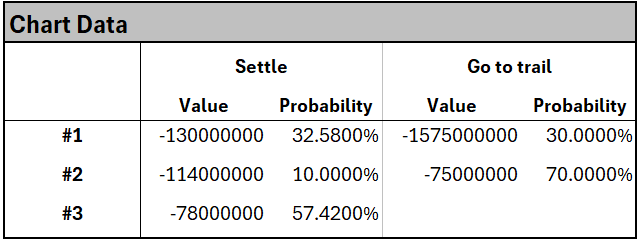 Chart Data
Settle Go to trail
Value Probability Value Probability
#1 -130000000 32.5800% -1575000000 30.0000%
#2 -114000000 10.0000% -75000000 70.0000%
#3 -78000000 57.4200%